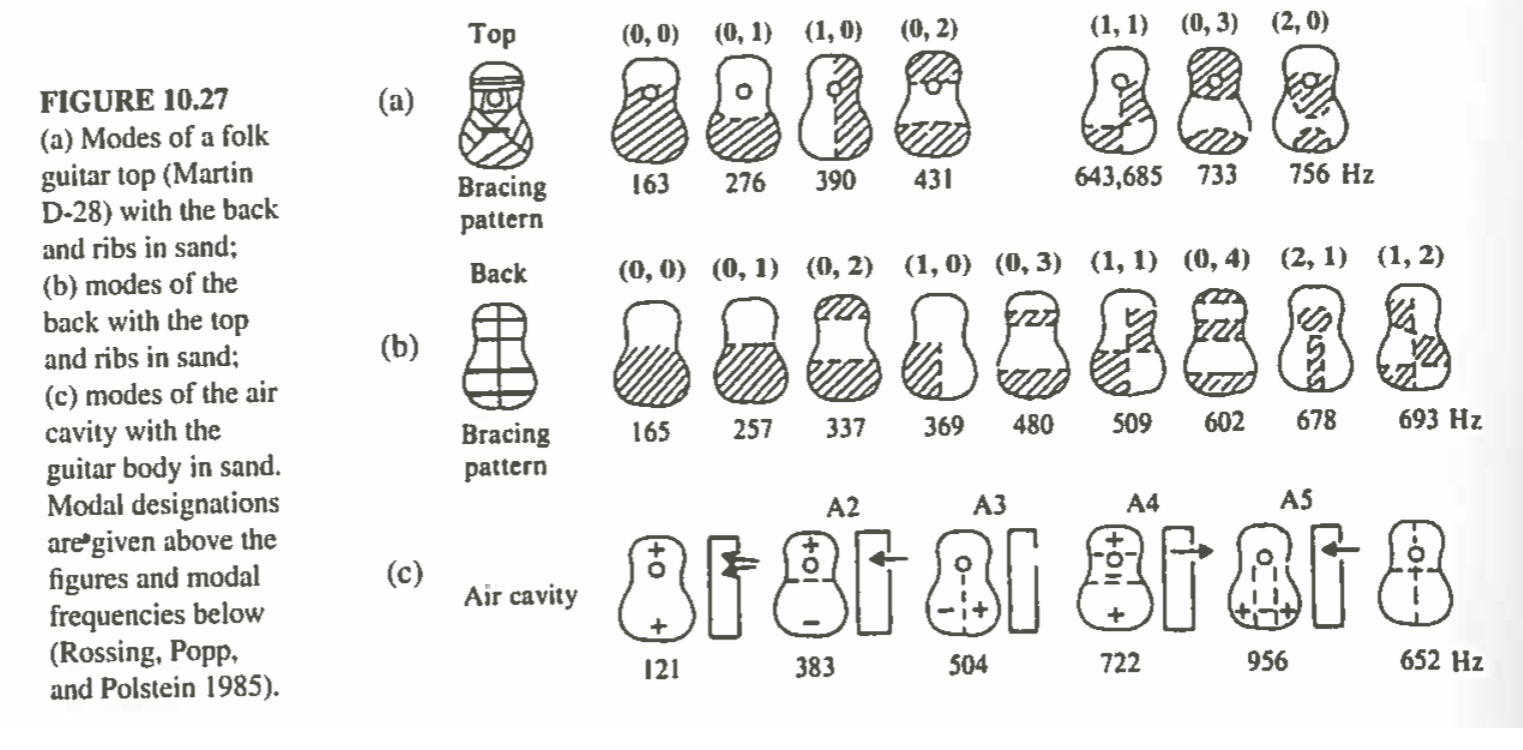 FIGURE 10.27
(a) Modes of a folk
guitar top (Martin
D-28) with the back
and ribs in sand;
(b) modes of the
back with the top
and ribs in sand;
(c) modes of the air
cavity with the
guitar body in sand.
Modal designations
are given above the
figures and modal
frequencies below
(Rossing, Popp,
and Polstein 1985).
Top (0, 0) (0, 1) (1, 0) (0, 2) (1, 1) (0, 3) (2, 0)
(a)
Bracing
pattern
163 276 390 431 643,685 733 756 Hz
Back (0, 0) (0, 1) (0, 2) (1, 0) (0, 3) (1, 1) (0, 4) (2, 1) (1, 2)
(b)
Bracing
pattern
165 257 337 369 480 509 602 678 693 Hz
A2 A3 A4 A5
(c) Air cavity
+ + + 
- + - = + + +
+ -
121 383 504 722 956 652 Hz